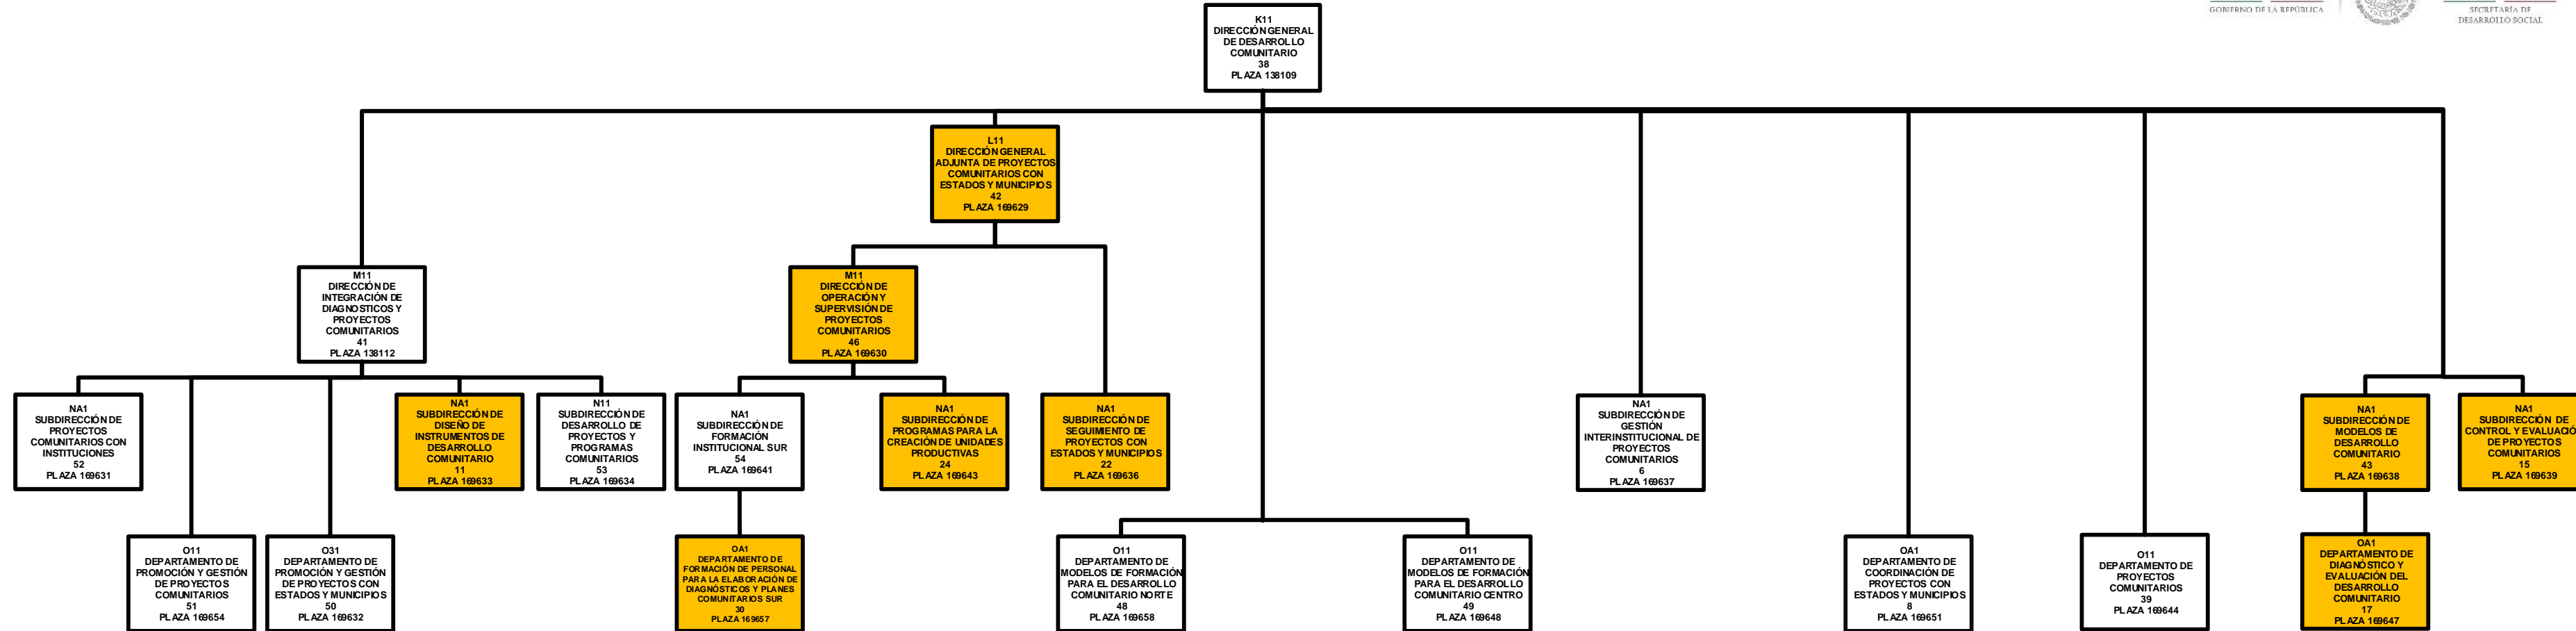 GOBIERNO DE LA REPÚBLICA
SECRETARÍA DE
DESARROLLO SOCIAL
K11
DIRECCIÓN GENERAL
DE DESARROLLO
COMUNITARIO
38
PLAZA 138109
L11
DIRECCIÓN GENERAL
ADJUNTA DE PROYECTOS
COMUNITARIOS CON
ESTADOS Y MUNICIPIOS
42
PLAZA 169629
M11
DIRECCIÓN DE
INTEGRACIÓN DE
DIAGNOSTICOS Y
PROYECTOS
COMUNITARIOS
41
PLAZA 138112
M11
DIRECCIÓN DE
OPERACIÓN Y
SUPERVISIÓN DE
PROYECTOS
COMUNITARIOS
46
PLAZA 169630
NA1
SUBDIRECCIÓN DE
PROYECTOS
COMUNITARIOS CON
INSTITUCIONES
52
PLAZA 169631
NA1
SUBDIRECCIÓN DE
DISEÑO DE
INSTRUMENTOS DE
DESARROLLO
COMUNITARIO
11
PLAZA 169633
N11
SUBDIRECCIÓN DE
DESARROLLO DE
PROYECTOS Y
PROGRAMAS
COMUNITARIOS
53
PLAZA 169634
NA1
SUBDIRECCIÓN DE
FORMACIÓN
INSTITUCIONAL SUR
54
PLAZA 169641
NA1
SUBDIRECCIÓN DE
PROGRAMAS PARA LA
CREACIÓN DE UNIDADES
PRODUCTIVAS
24
PLAZA 169643
NA1
SUBDIRECCIÓN DE
SEGUIMIENTO DE
PROYECTOS CON
ESTADOS Y MUNICIPIOS
22
PLAZA 169636
NA1
SUBDIRECCIÓN DE
GESTIÓN
INTERINSTITUCIONAL DE
PROYECTOS
COMUNITARIOS
6
PLAZA 169637
NA1
SUBDIRECCIÓN DE
MODELOS DE
DESARROLLO
COMUNITARIO
43
PLAZA 169638
NA1
SUBDIRECCIÓN DE
CONTROL Y EVALUACIÓ
DE PROYECTOS
COMUNITARIOS
15
PLAZA 169639
O11
DEPARTAMENTO DE
PROMOCIÓN Y GESTIÓN
DE PROYECTOS
COMUNITARIOS
51
PLAZA 169654
O31
DEPARTAMENTO DE
PROMOCIÓN Y GESTIÓN
DE PROYECTOS CON
ESTADOS Y MUNICIPIOS
50
PLAZA 169632
OA1
DEPARTAMENTO DE
FORMACIÓN DE PERSONAL
PARA LA ELABORACIÓN DE
DIAGNÓSTICOS Y PLANES
COMUNITARIOS SUR
30
PLAZA 169657
O11
DEPARTAMENTO DE
MODELOS DE FORMACIÓN
PARA EL DESARROLLO
COMUNITARIO NORTE
48
PLAZA 169658
O11
DEPARTAMENTO DE
MODELOS DE FORMACIÓN
PARA EL DESARROLLO
COMUNITARIO CENTRO
49
PLAZA 169648
OA1
DEPARTAMENTO DE
COORDINACIÓN DE
PROYECTOS CON
ESTADOS Y MUNICIPIOS
8
PLAZA 169651
O11
DEPARTAMENTO DE
PROYECTOS
COMUNITARIOS
39
PLAZA 169644
OA1
DEPARTAMENTO DE
DIAGNÓSTICO Y
EVALUACIÓN DEL
DESARROLLO
COMUNITARIO
17
PLAZA 169647